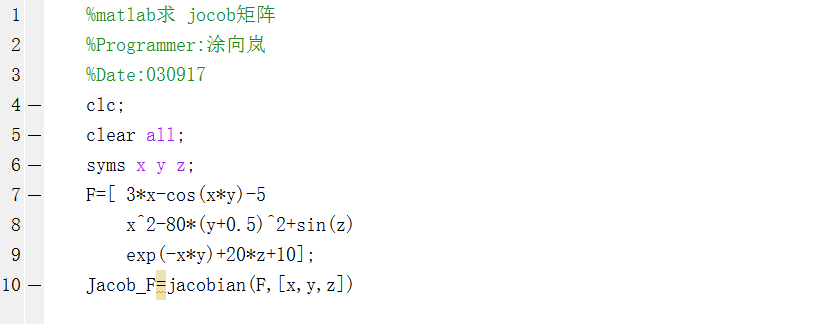 1 %matlab求 jocob矩阵
2 %Programmer:涂向岚
3 %Date:030917
4 — clc;
5 — clear all;
6 — syms x y z;
7 — F=[ 3*x-cos(x*y)-5
8 x^2-80*(y+0.5)^2+sin(z)
9 exp(-x*y)+20*z+10];
10 — Jacob_F=jacobian(F,[x,y,z])